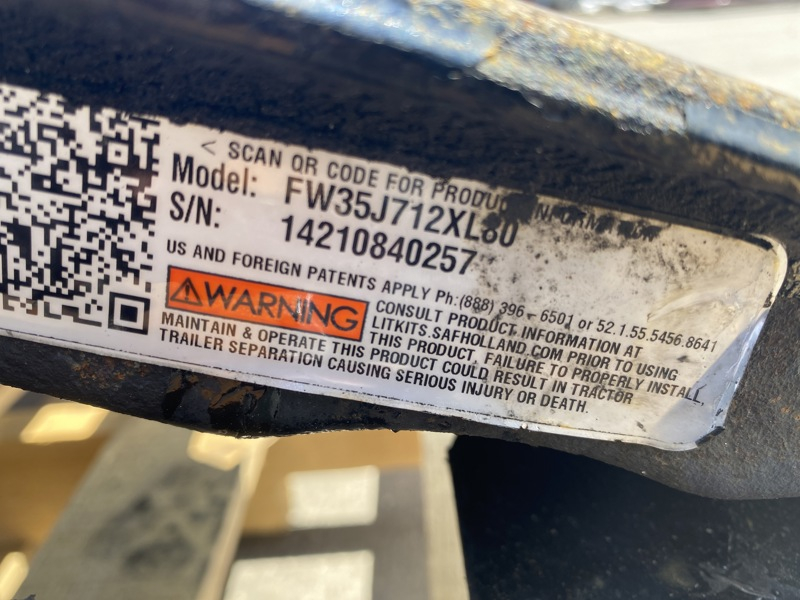 < SCAN QR CODE FOR PRODUCT INFORMATION
Model: FW35J712XL80
S/N: 14210840257
US AND FOREIGN PATENTS APPLY Ph:(888) 396-6501 or 52.1.55.5456.8641
WARNING
CONSULT PRODUCT INFORMATION AT
LITKITS.SAFHOLLAND.COM PRIOR TO USING
THIS PRODUCT, FAILURE TO PROPERLY INSTALL,
MAINTAIN & OPERATE THIS PRODUCT COULD RESULT IN TRACTOR
TRAILER SEPARATION CAUSING SERIOUS INJURY OR DEATH.